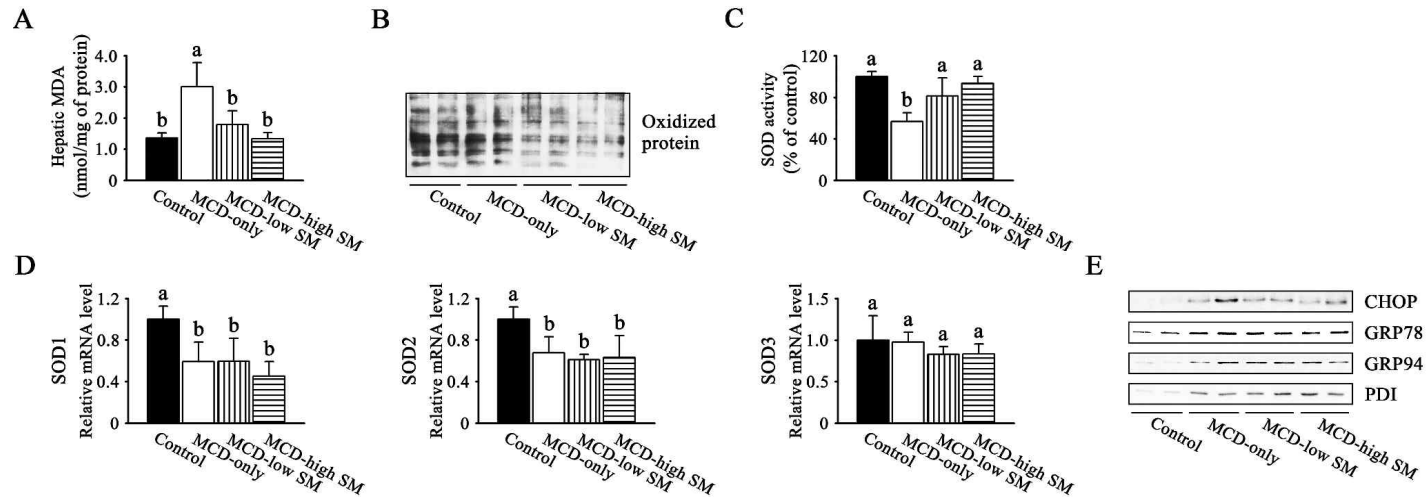 A
Hepatic MDA
(nmol/mg of protein)
4.0
3.0
2.0
1.0
0
b
a
b
b
Control
MCD-only
MCD-low SM
MCD-high SM
B
Oxidized
protein
Control
MCD-only
MCD-low SM
MCD-high SM
C
SOD activity
(% of control)
120
80
40
0
a
b
a
a
Control
MCD-only
MCD-low SM
MCD-high SM
D
SOD1
Relative mRNA level
1.2
0.8
0.4
0
a
b
b
b
Control
MCD-only
MCD-low SM
MCD-high SM
SOD2
Relative mRNA level
1.2
0.8
0.4
0
a
b
b
b
Control
MCD-only
MCD-low SM
MCD-high SM
SOD3
Relative mRNA level
1.5
1.0
0.5
0
a
a
a
a
Control
MCD-only
MCD-low SM
MCD-high SM
E
CHOP
GRP78
GRP94
PDI
Control
MCD-only
MCD-low SM
MCD-high SM